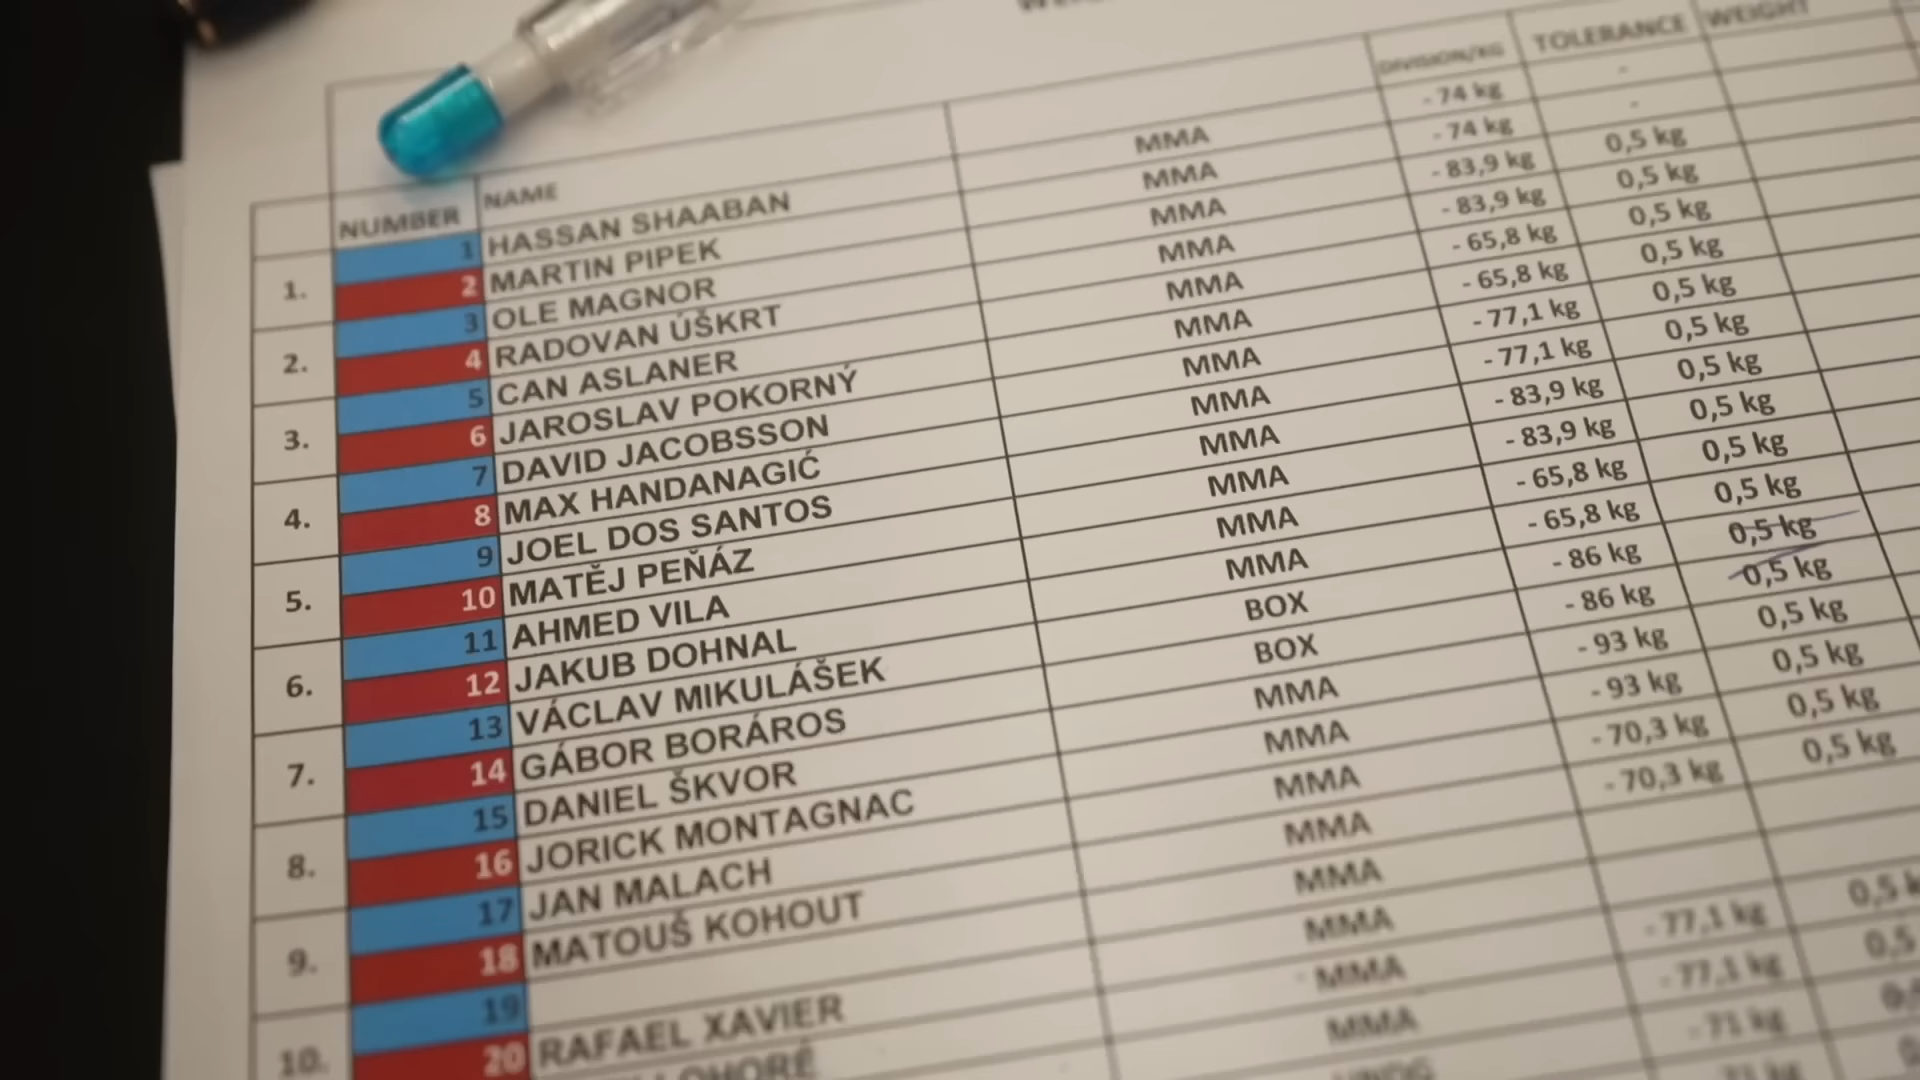 DIVISION/KG TOLERANCE WEIGHT
NUMBER NAME
1. 1 HASSAN SHAABAN MMA - 74 kg -
2 MARTIN PIPEK MMA - 74 kg -
2. 3 OLE MAGNOR MMA - 83,9 kg 0,5 kg
4 RADOVAN ÚŠKRT MMA - 83,9 kg 0,5 kg
3. 5 CAN ASLANER MMA - 65,8 kg 0,5 kg
6 JAROSLAV POKORNÝ MMA - 65,8 kg 0,5 kg
4. 7 DAVID JACOBSSON MMA - 77,1 kg 0,5 kg
8 MAX HANDANAGIĆ MMA - 77,1 kg 0,5 kg
5. 9 JOEL DOS SANTOS MMA - 83,9 kg 0,5 kg
10 MATĚJ PEŇÁZ MMA - 83,9 kg 0,5 kg
6. 11 AHMED VILA MMA - 65,8 kg 0,5 kg
12 JAKUB DOHNAL MMA - 65,8 kg 0,5 kg
7. 13 VÁCLAV MIKULÁŠEK BOX - 86 kg 0,5 kg
14 GÁBOR BORÁROS BOX - 86 kg 0,5 kg
8. 15 DANIEL ŠKVOR MMA - 93 kg 0,5 kg
16 JORICK MONTAGNAC MMA - 93 kg 0,5 kg
9. 17 JAN MALACH MMA - 70,3 kg 0,5 kg
18 MATOUŠ KOHOUT MMA - 70,3 kg 0,5 kg
10. 19 MMA
20 RAFAEL XAVIER MMA
MMA - 77,1 kg 0,5
MMA - 77,1 kg 0,5
- 71 kg